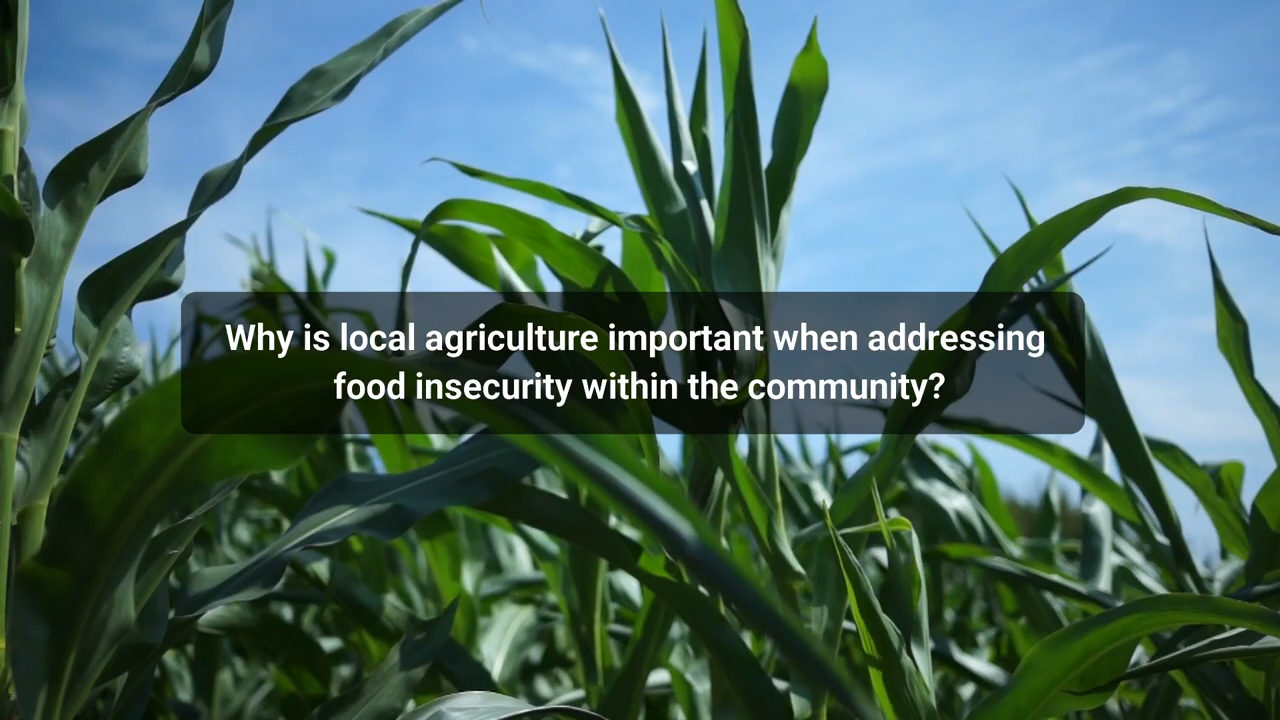 Why is local agriculture important when addressing
food insecurity within the community?